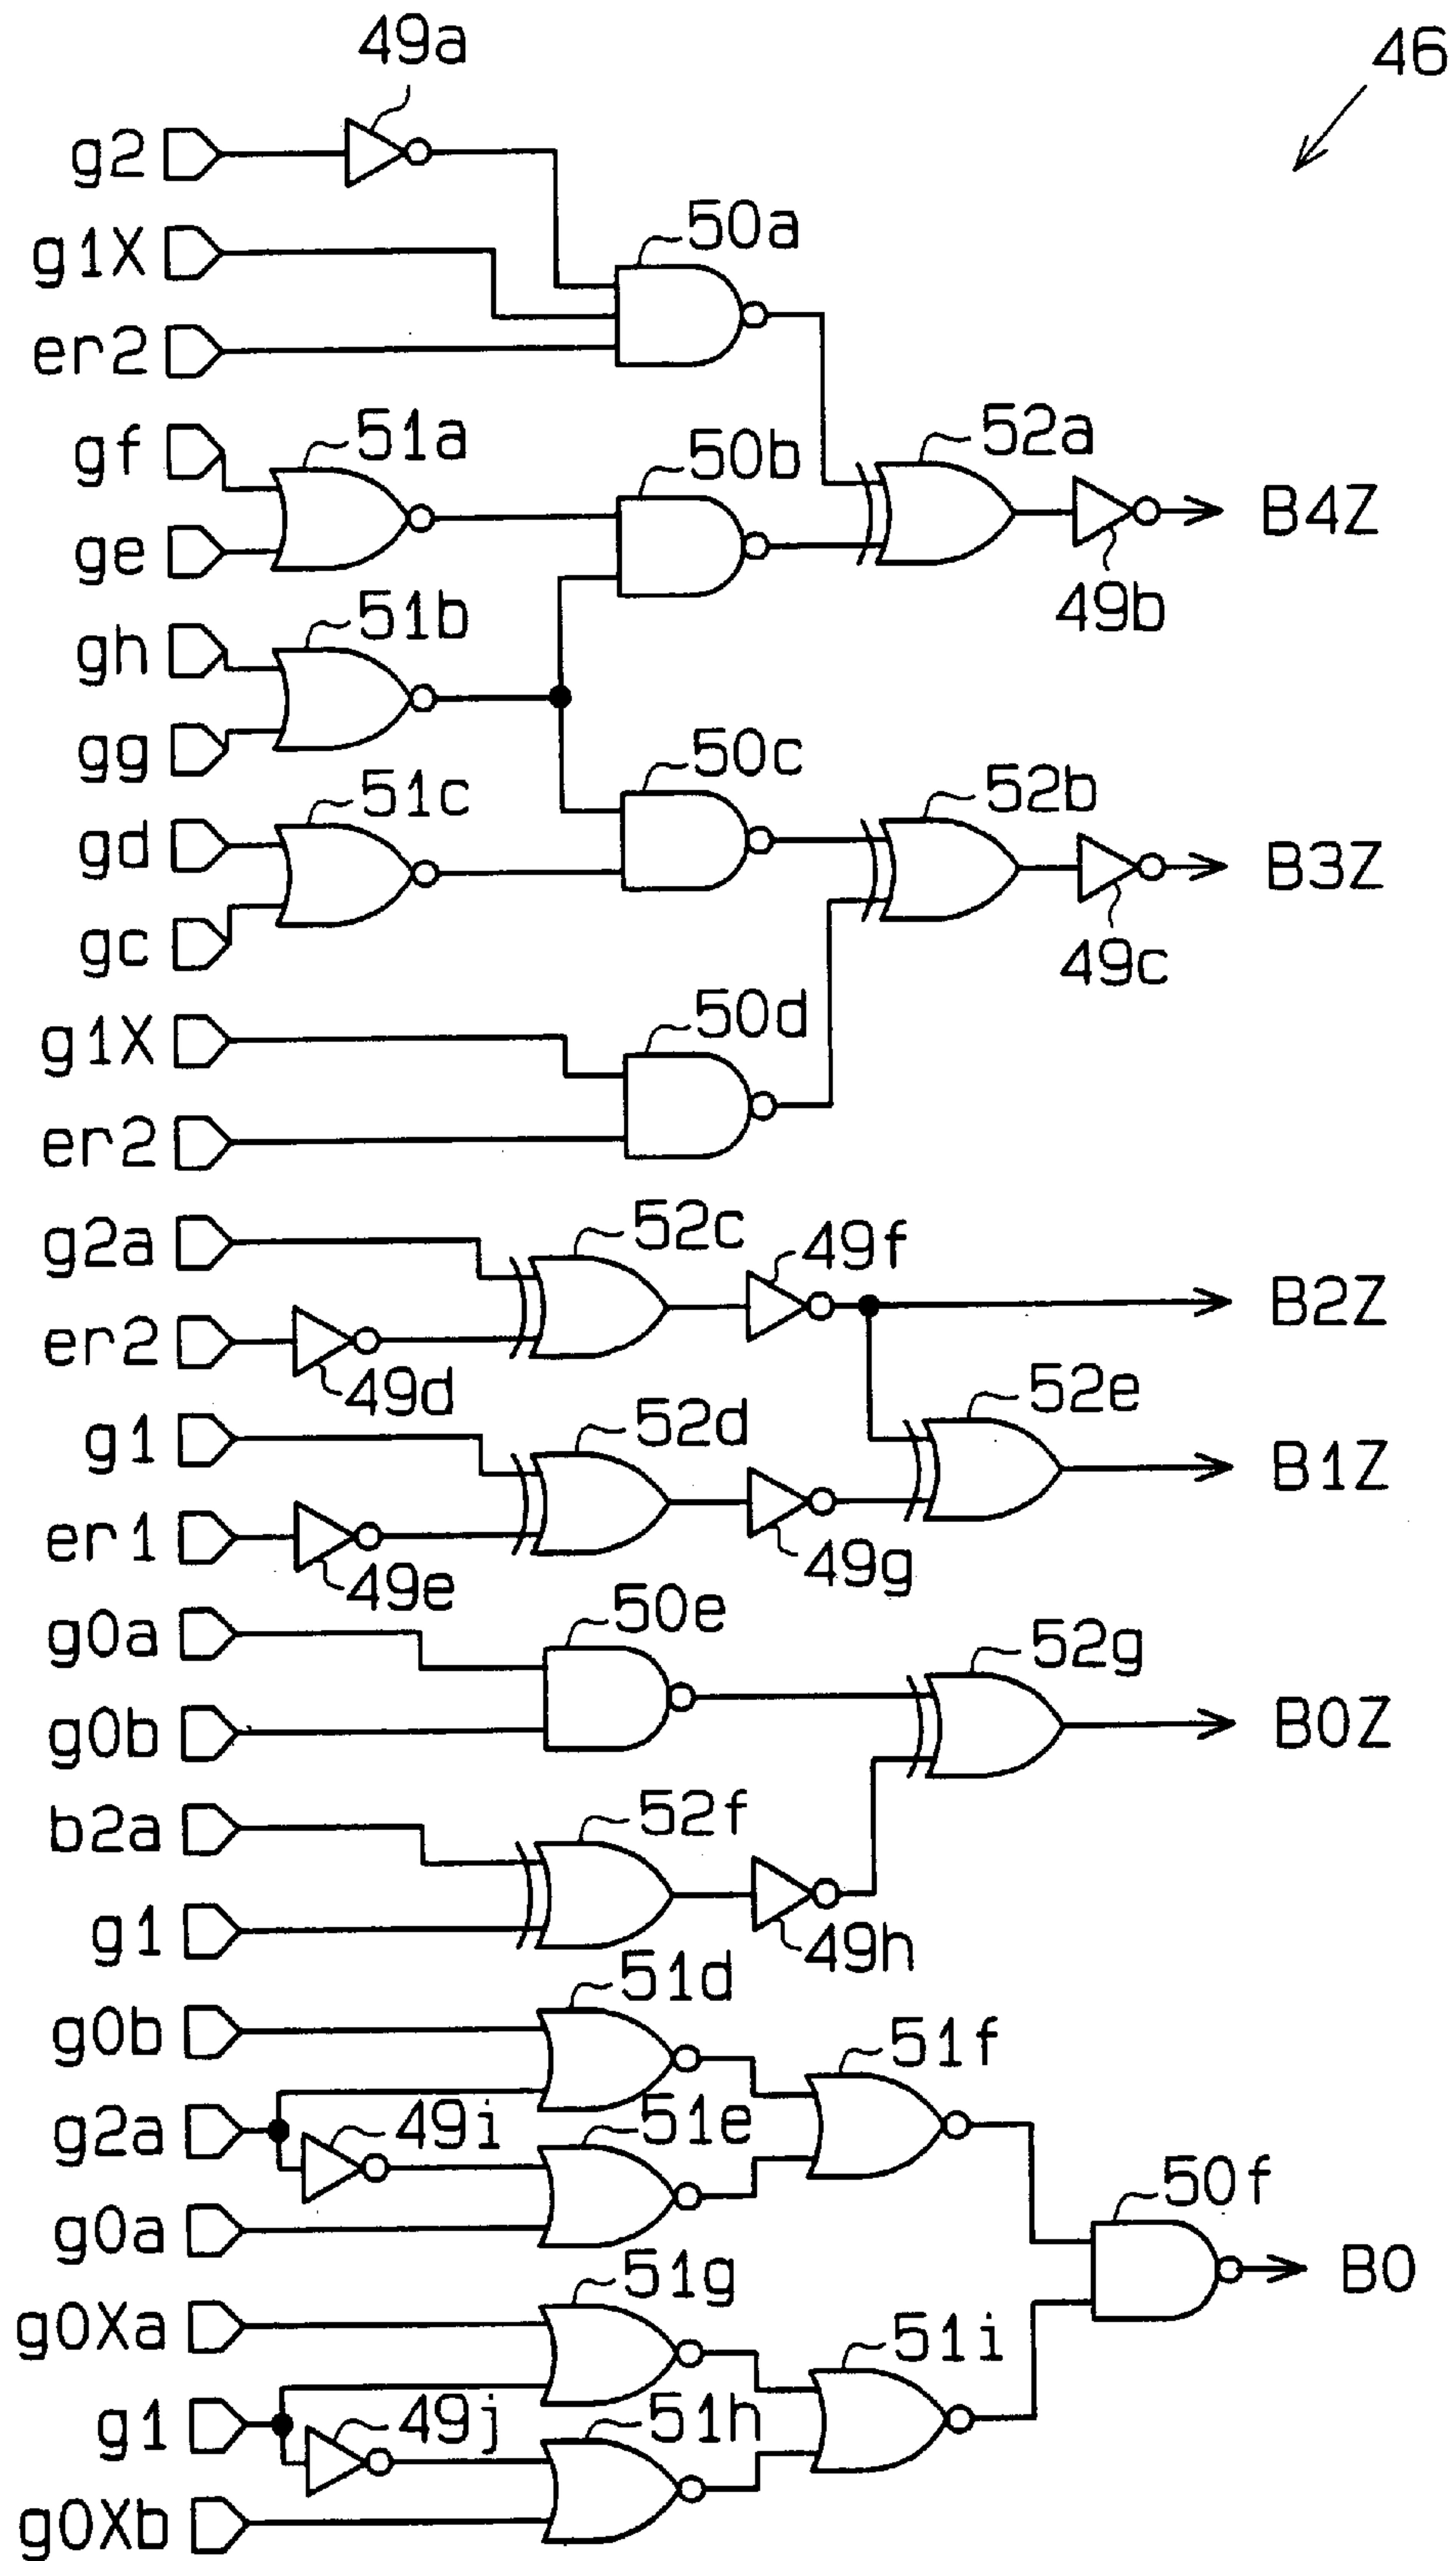 49a
46
g2
g1X
50a
er2
gf
51a
50b
52a
B4Z
ge
49b
gh
51b
gg
50c
51c
52b
gd
B3Z
gc
49c
g1X
50d
er2
g2a
52c
49f
B2Z
er2
49d
52e
g1
52d
B1Z
er1
49e
49g
g0a
50e
52g
g0b
B0Z
b2a
52f
g1
49h
51d
g0b
51f
g2a
49i
51e
50f
g0a
51g
B0
g0Xa
51i
g1
49j
51h
g0Xb